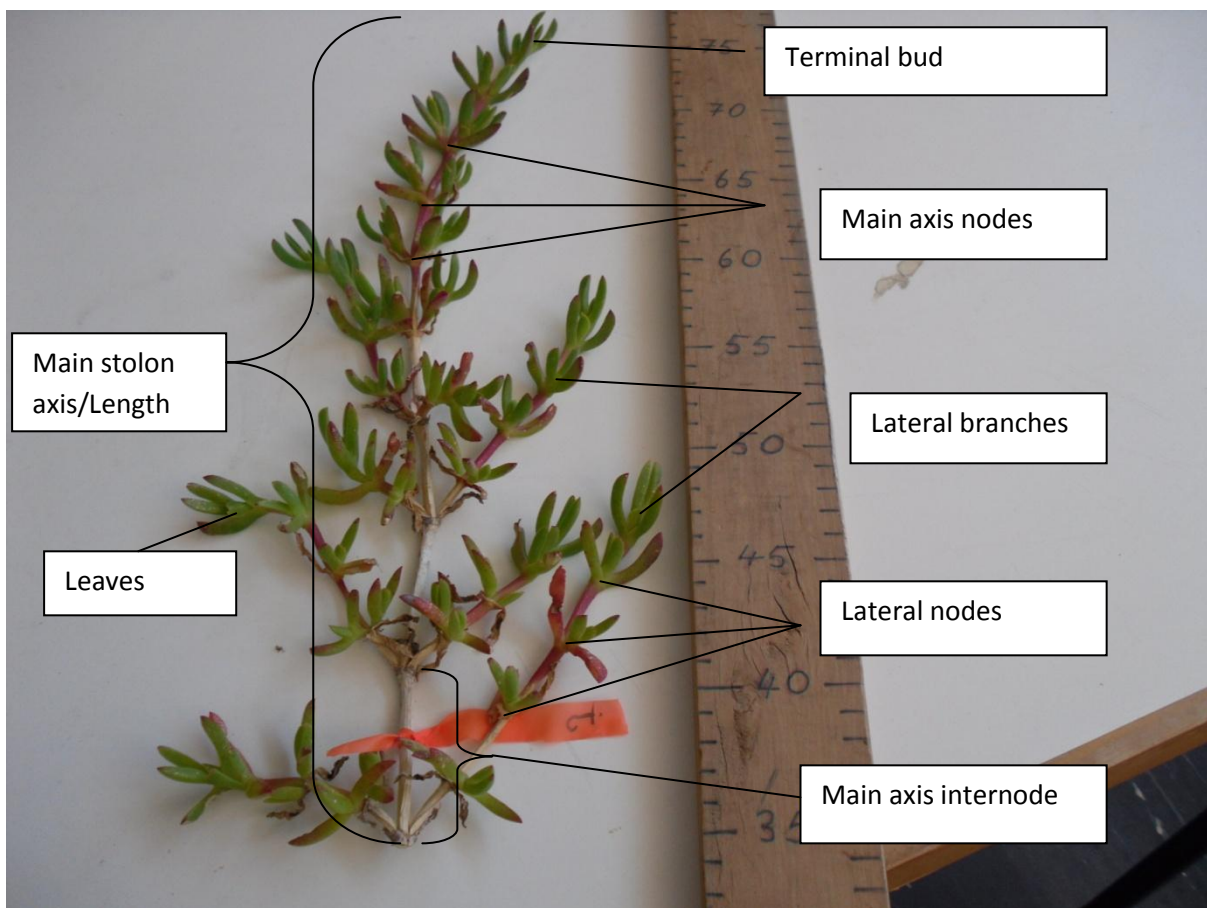 Terminal bud
Main axis nodes
Main stolon
axis/Length
Lateral branches
Leaves
Lateral nodes
Main axis internode
75
70
65
60
55
50
45
40
35